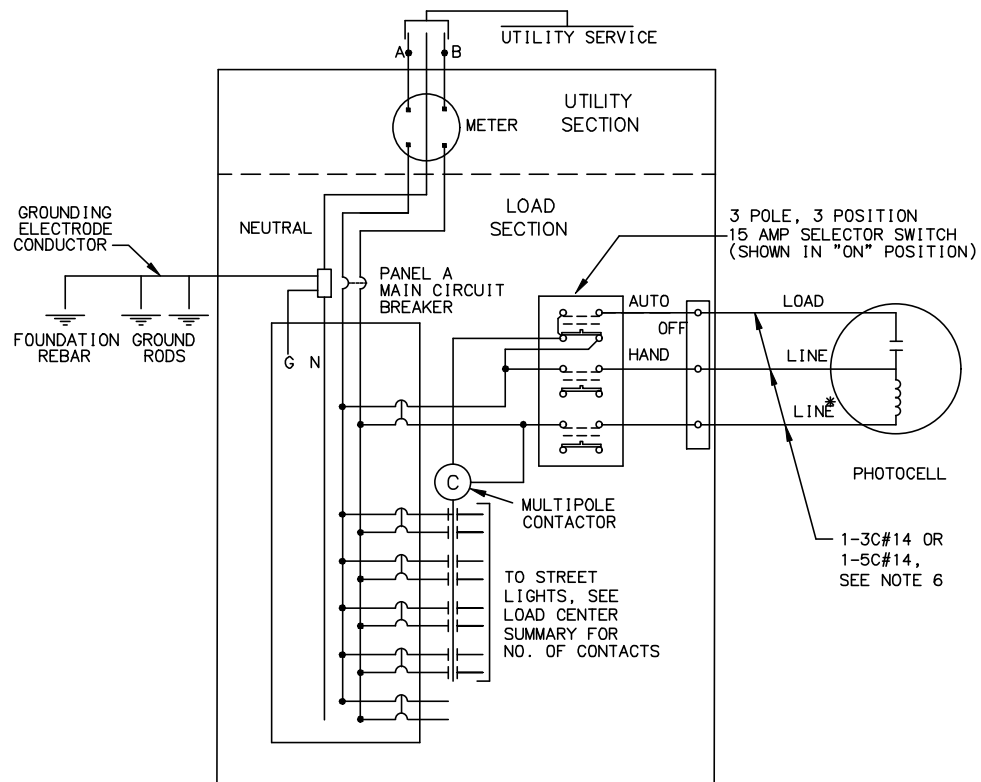 UTILITY SERVICE
A
B
UTILITY
SECTION
METER
GROUNDING
ELECTRODE
CONDUCTOR
NEUTRAL
LOAD
SECTION
3 POLE, 3 POSITION
15 AMP SELECTOR SWITCH
(SHOWN IN "ON" POSITION)
PANEL A
MAIN CIRCUIT
BREAKER
FOUNDATION
REBAR
GROUND
RODS
G N
AUTO
OFF
HAND
LOAD
LINE
LINE*
PHOTOCELL
C
MULTIPOLE
CONTACTOR
1-3C#14 OR
1-5C#14,
SEE NOTE 6
TO STREET
LIGHTS, SEE
LOAD CENTER
SUMMARY FOR
NO. OF CONTACTS